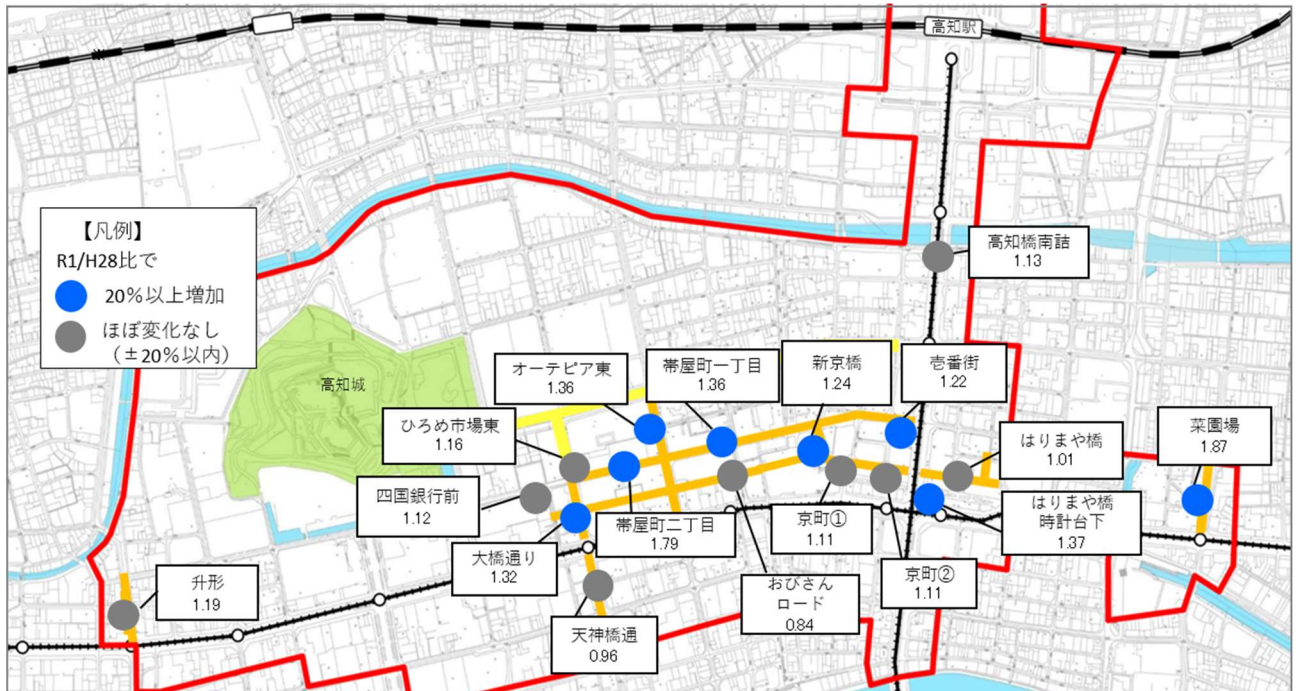 高知駅
【凡例】
R1/H28比で
20%以上増加
ほぼ変化なし
（±20%以内）
高知城
高知橋南詰
1.13
オーテピア東
1.36
帯屋町一丁目
1.36
新京橋
1.24
壱番街
1.22
ひろめ市場東
1.16
はりまや橋
1.01
菜園場
1.87
四国銀行前
1.12
大橋通り
1.32
帯屋町二丁目
1.79
京町①
1.11
はりまや橋
時計台下
1.37
升形
1.19
天神橋通
0.96
おびさん
ロード
0.84
京町②
1.11